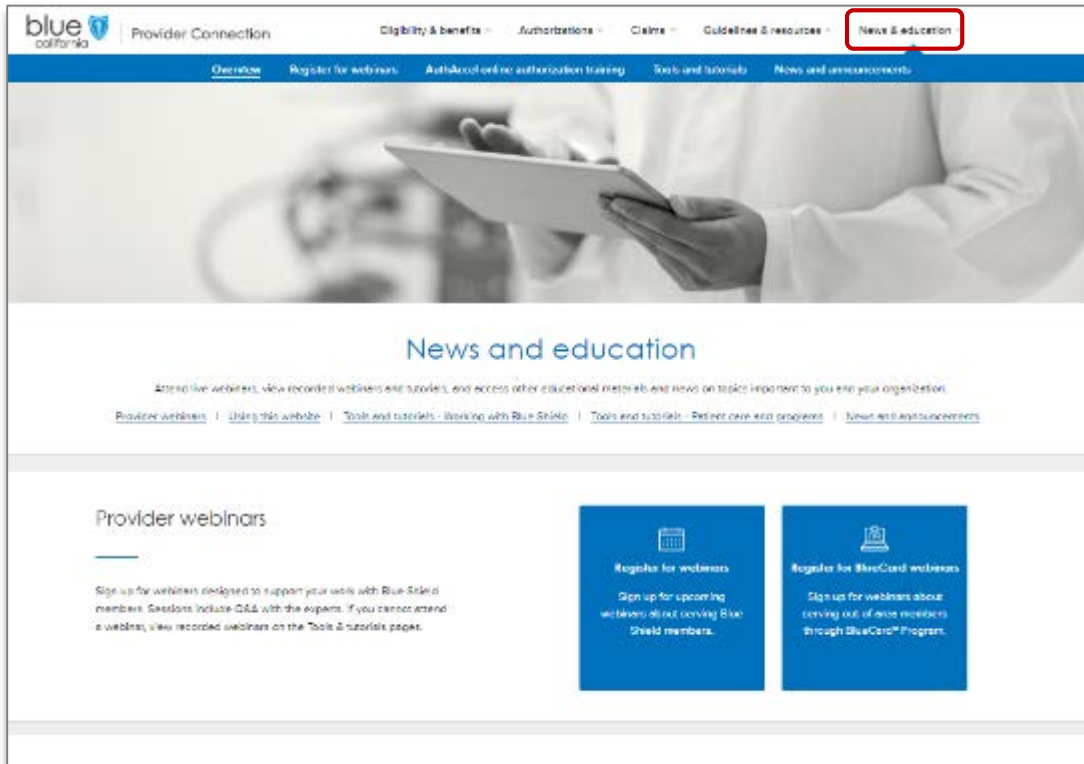 blue
california
Provider Connection
Eligibility & benefits
Authorizations
Claims
Guidelines & resources
News & education
Overview
Register for webinars
AuthAccel online authorization training
Tools and tutorials
News and announcements
News and education
Attend live webinars, view recorded webinars and tutorials, and access other educational materials and news on topics important to you and your organization.
Provider webinars | Using this website | Tools and tutorials - Working with Blue Shield | Tools and tutorials - Patient care and programs | News and announcements
Provider webinars
Sign up for webinars designed to support your work with Blue Shield
members. Sessions include Q&A with the experts. If you cannot attend
a webinar, view recorded webinars on the Tools & tutorials pages.
Register for webinars
Sign up for upcoming
webinars about serving Blue
Shield members.
Register for BlueCard webinars
Sign up for webinars about
serving out of area members
through BlueCard℠ Program.